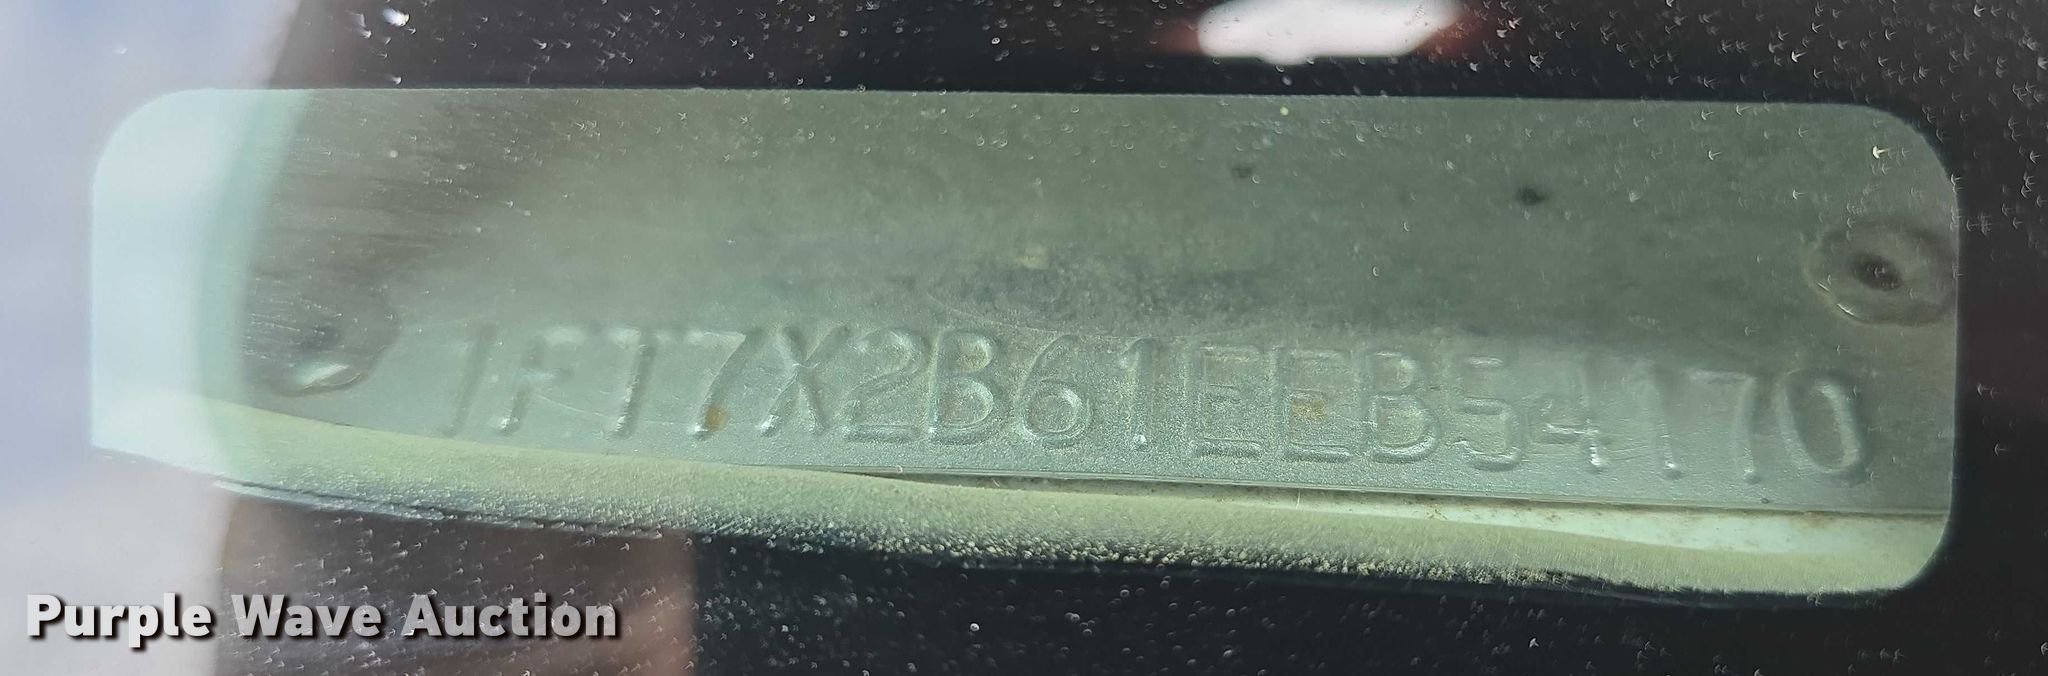 1FT7X2B61EEB54170
Purple Wave Auction